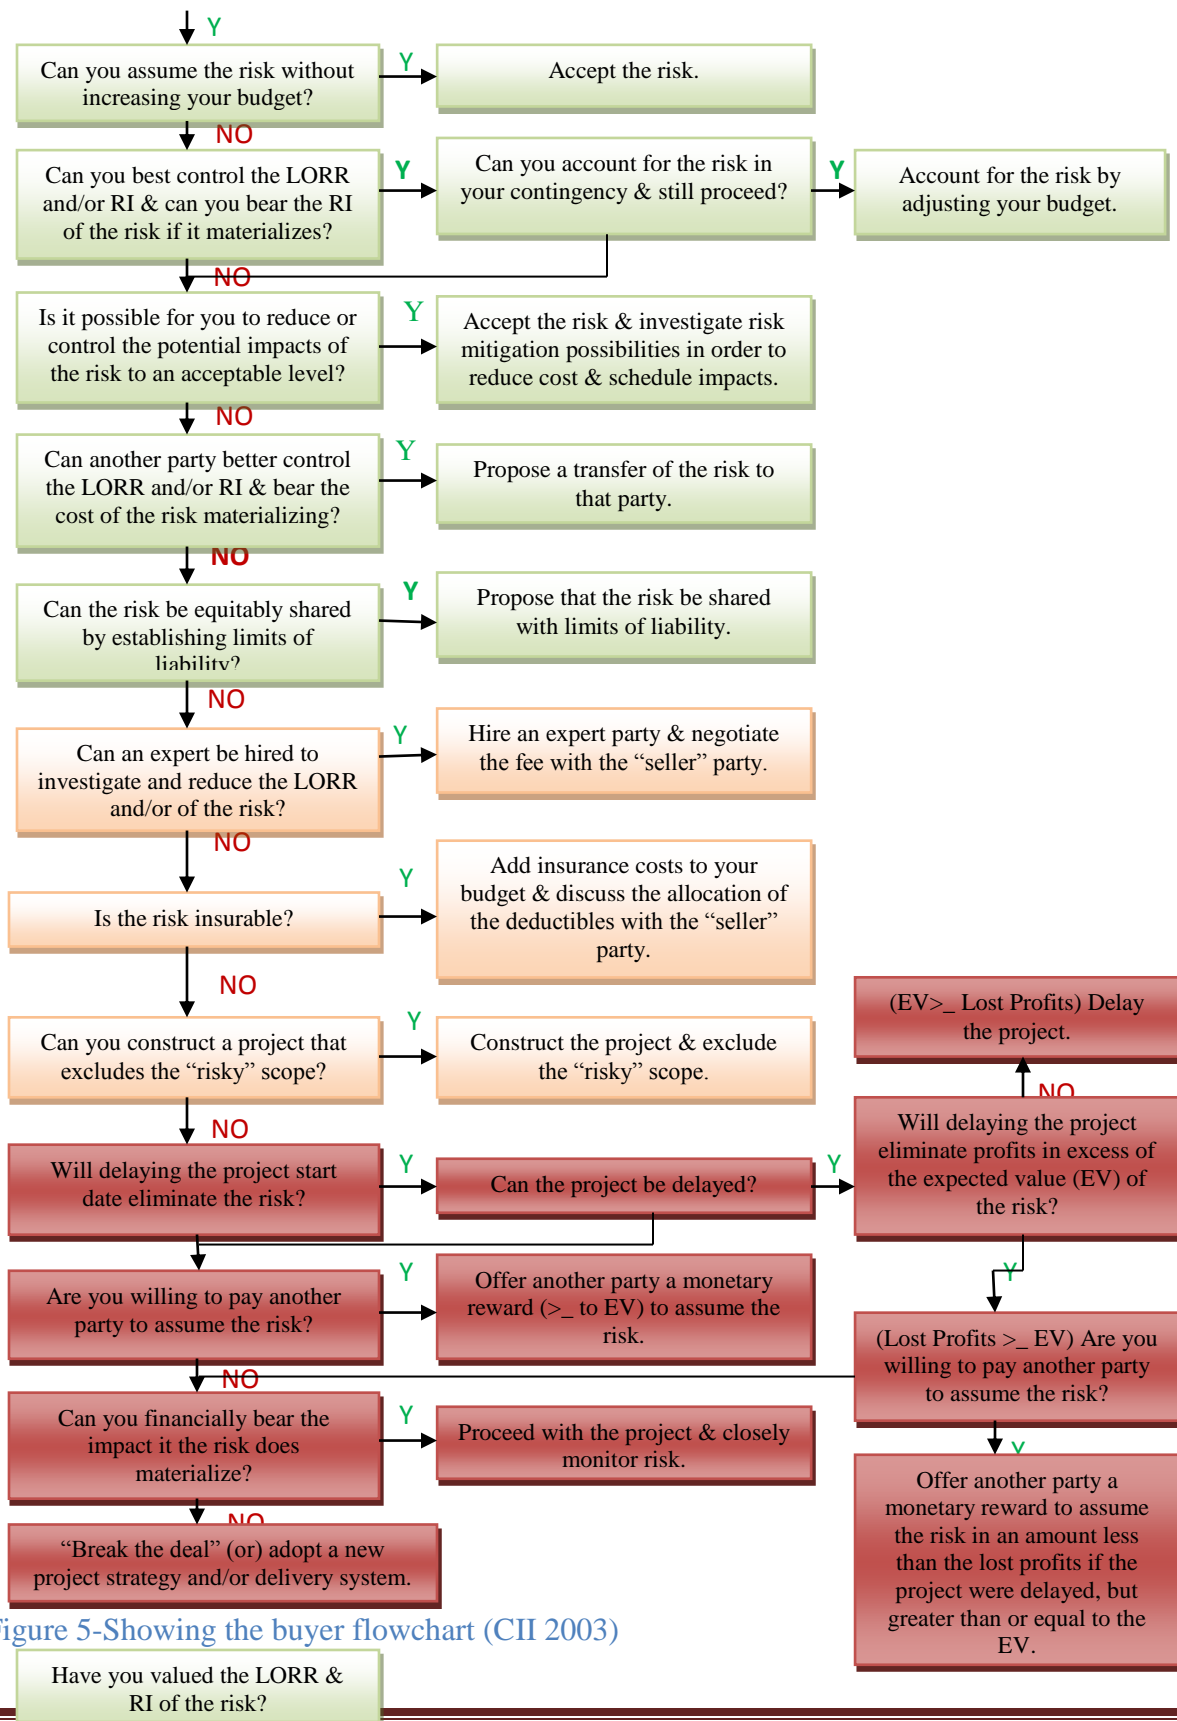 Y
Can you assume the risk without
increasing your budget?
Y
Accept the risk.
NO
Can you best control the LORR
and/or RI & can you bear the RI
of the risk if it materializes?
Y
Can you account for the risk in
your contingency & still proceed?
Y
Account for the risk by
adjusting your budget.
NO
Is it possible for you to reduce or
control the potential impacts of
the risk to an acceptable level?
Y
Accept the risk & investigate risk
mitigation possibilities in order to
reduce cost & schedule impacts.
NO
Can another party better control
the LORR and/or RI & bear the
cost of the risk materializing?
Y
Propose a transfer of the risk to
that party.
NO
Can the risk be equitably shared
by establishing limits of
liability?
Y
Propose that the risk be shared
with limits of liability.
NO
Can an expert be hired to
investigate and reduce the LORR
and/or of the risk?
Y
Hire an expert party & negotiate
the fee with the “seller” party.
NO
Is the risk insurable?
Y
Add insurance costs to your
budget & discuss the allocation of
the deductibles with the “seller”
party.
NO
Can you construct a project that
excludes the “risky” scope?
Y
Construct the project & exclude
the “risky” scope.
(EV>_ Lost Profits) Delay
the project.
NO
NO
Will delaying the project start
date eliminate the risk?
Y
Can the project be delayed?
Y
Will delaying the project
eliminate profits in excess of
the expected value (EV) of
the risk?
Y
Are you willing to pay another
party to assume the risk?
Y
Offer another party a monetary
reward (>_ to EV) to assume the
risk.
(Lost Profits >_ EV) Are you
willing to pay another party
to assume the risk?
NO
Can you financially bear the
impact it the risk does
materialize?
Y
Proceed with the project & closely
monitor risk.
Y
Offer another party a
monetary reward to assume
the risk in an amount less
than the lost profits if the
project were delayed, but
greater than or equal to the
EV.
NO
“Break the deal” (or) adopt a new
project strategy and/or delivery system.
igure 5-Showing the buyer flowchart (CII 2003)
Have you valued the LORR &
RI of the risk?